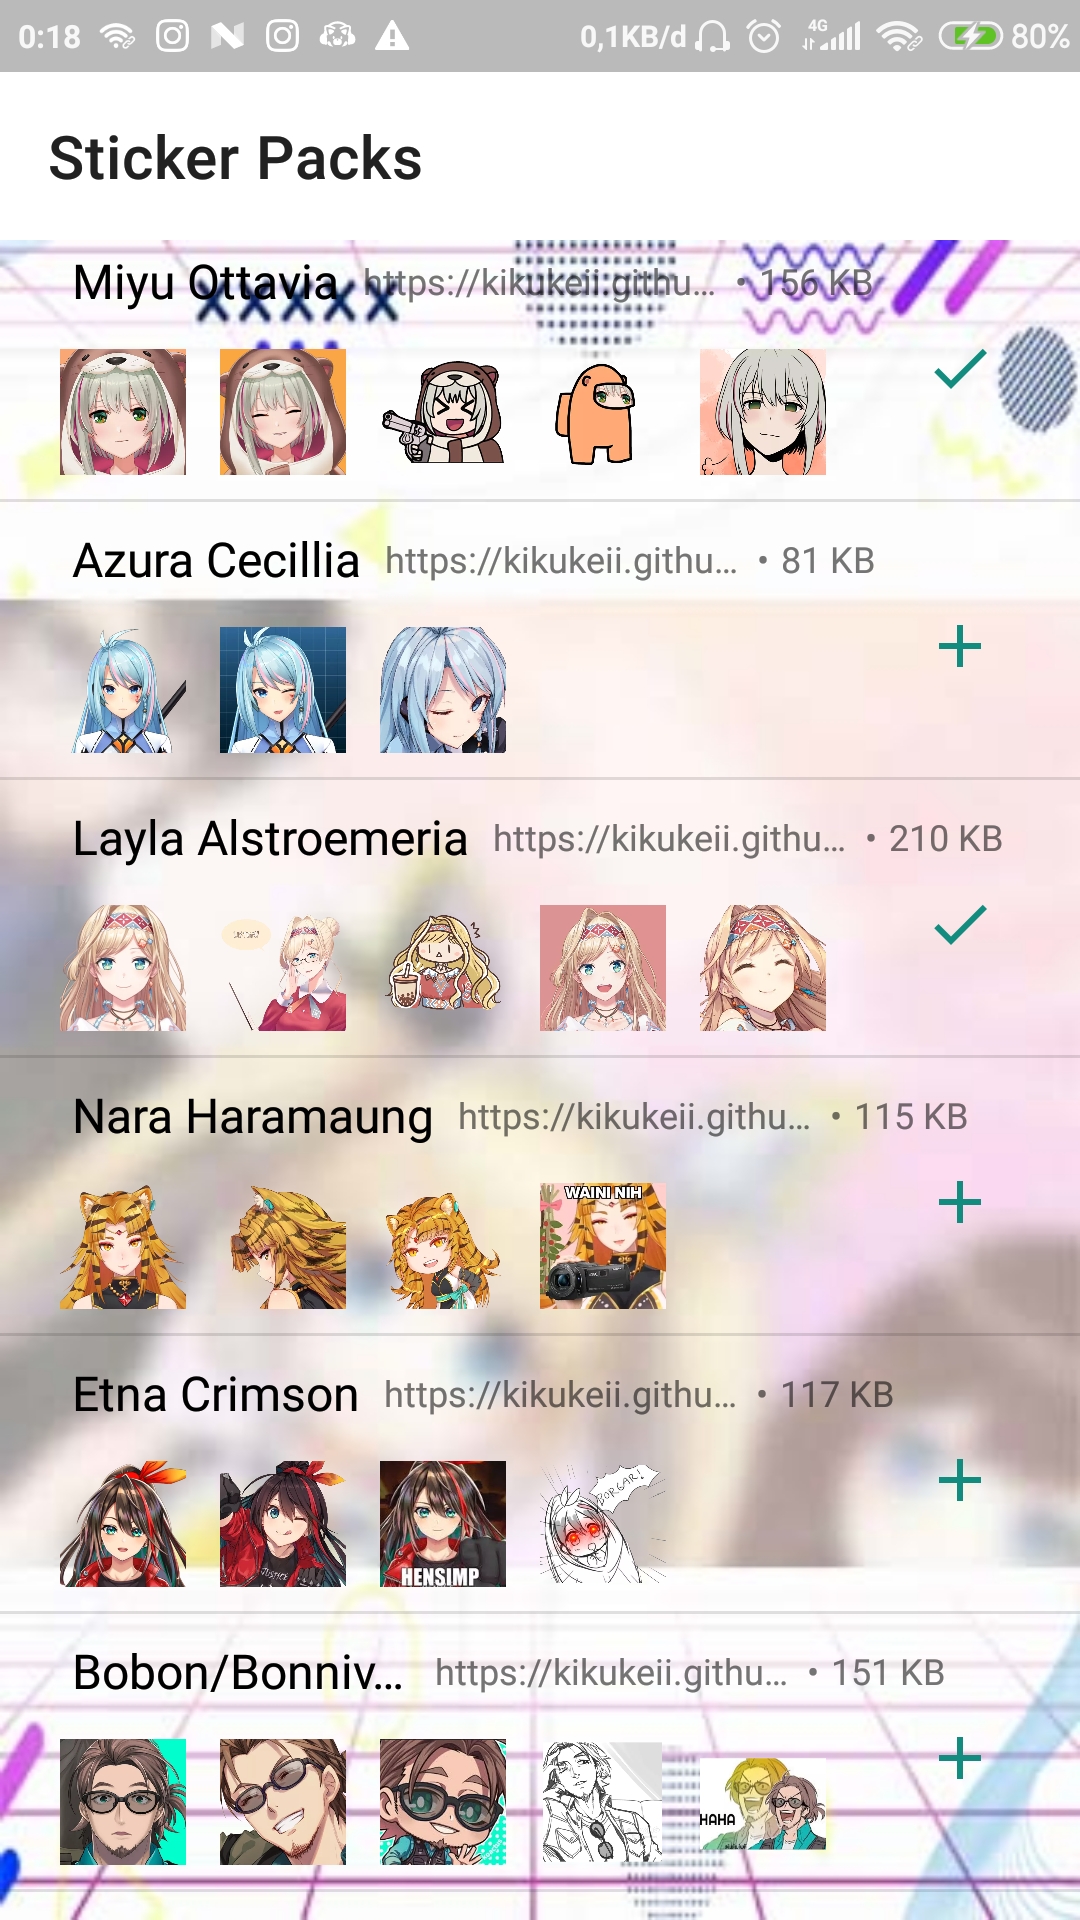 0:18 0,1KB/d 4G 80%
Sticker Packs
Miyu Ottavia https://kikukeii.githu... • 156 KB
Azura Cecillia https://kikukeii.githu... • 81 KB
Layla Alstroemeria https://kikukeii.githu... • 210 KB
Nara Haramaung https://kikukeii.githu... • 115 KB
WAINI NIH
Etna Crimson https://kikukeii.githu... • 117 KB
BORGAR!
JUSTICE
HENSIMP
Bobon/Bonniv... https://kikukeii.githu... • 151 KB
HAHA